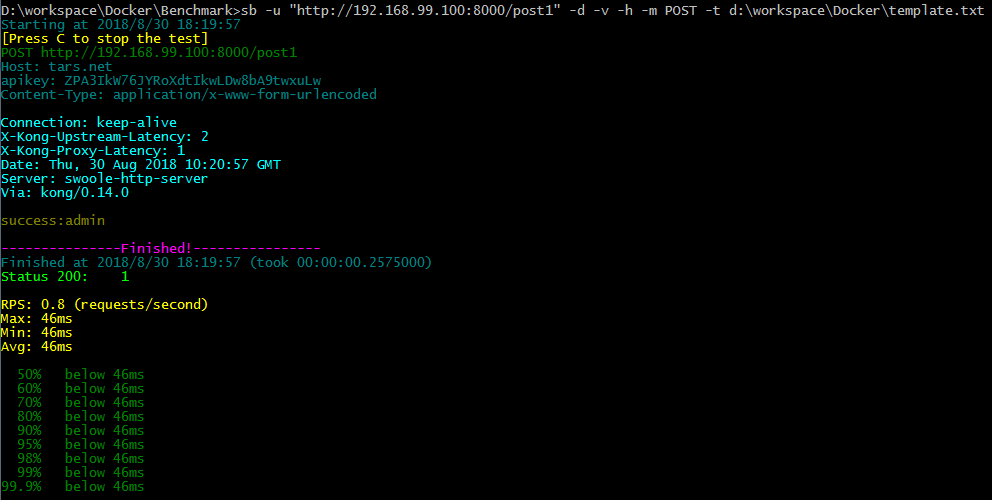 D:\workspace\Docker\Benchmark>sb -u "http://192.168.99.100:8000/post1" -d -v -h -m POST -t d:\workspace\Docker\template.txt
Starting at 2018/8/30 18:19:57
[Press C to stop the test]
POST http://192.168.99.100:8000/post1
Host: tars.net
apikey: ZPA3IkW76JYRoXdtIkwLDw8bA9twxuLw
Content-Type: application/x-www-form-urlencoded
Connection: keep-alive
X-Kong-Upstream-Latency: 2
X-Kong-Proxy-Latency: 1
Date: Thu, 30 Aug 2018 10:20:57 GMT
Server: swoole-http-server
Via: kong/0.14.0
success:admin
---------------Finished!----------------
Finished at 2018/8/30 18:19:57 (took 00:00:00.2575000)
Status 200:    1
RPS: 0.8 (requests/second)
Max: 46ms
Min: 46ms
Avg: 46ms
50%   below 46ms
60%   below 46ms
70%   below 46ms
80%   below 46ms
90%   below 46ms
95%   below 46ms
98%   below 46ms
99%   below 46ms
99.9%   below 46ms